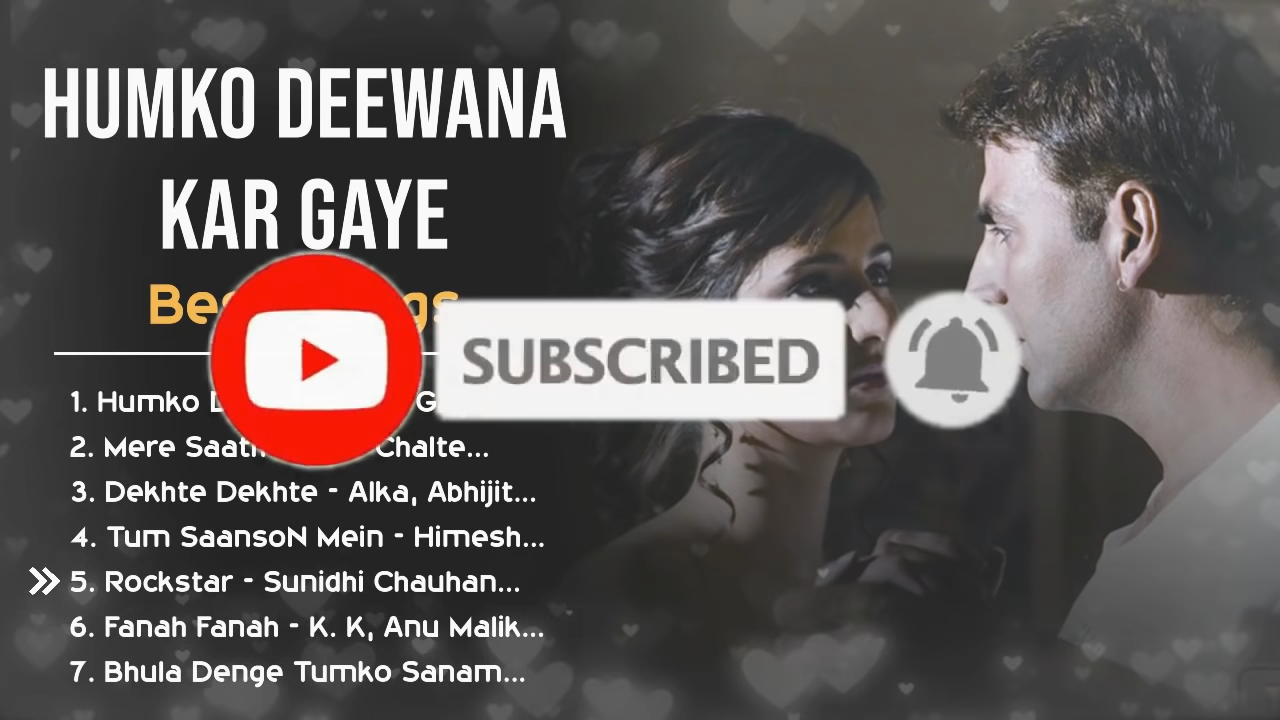 HUMKO DEEWANA
KAR GAYE
SUBSCRIBED
1. Humko
2. Mere Chalte...
3. Dekhte Dekhte - Alka, Abhijit...
4. Tum SaansoN Mein - Himesh...
5. Rockstar - Sunidhi Chauhan...
6. Fanah Fanah - K. K, Anu Malik...
7. Bhula Denge Tumko Sanam...